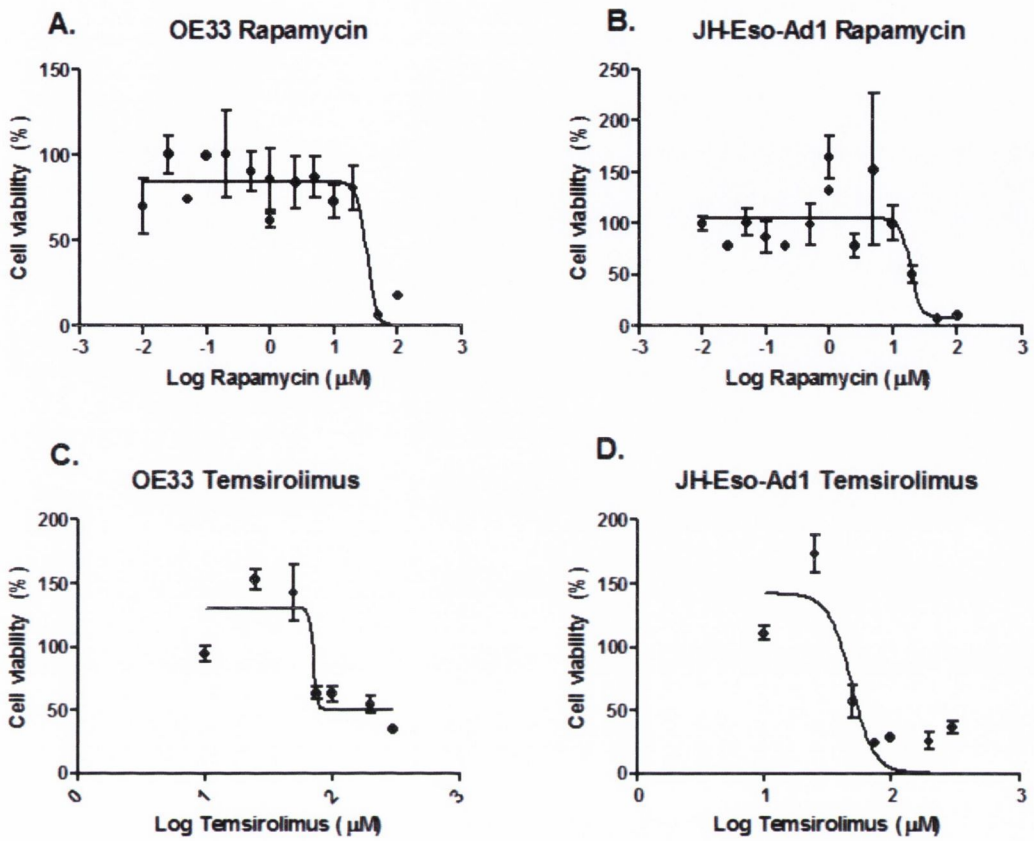 A.
OE33 Rapamycin
Cell viability (%)
150
100
50
0
-3 -2 -1 0 1 2 3
Log Rapamycin (µM)
B.
JH-Eso-Ad1 Rapamycin
Cell viability (%)
250
200
150
100
50
0
-3 -2 -1 0 1 2 3
Log Rapamycin (µM)
C.
OE33 Temsirolimus
Cell viability (%)
200
150
100
50
0
0 1 2 3
Log Temsirolimus (µM)
D.
JH-Eso-Ad1 Temsirolimus
Cell viability (%)
200
150
100
50
0
0 1 2 3
Log Temsirolimus (µM)